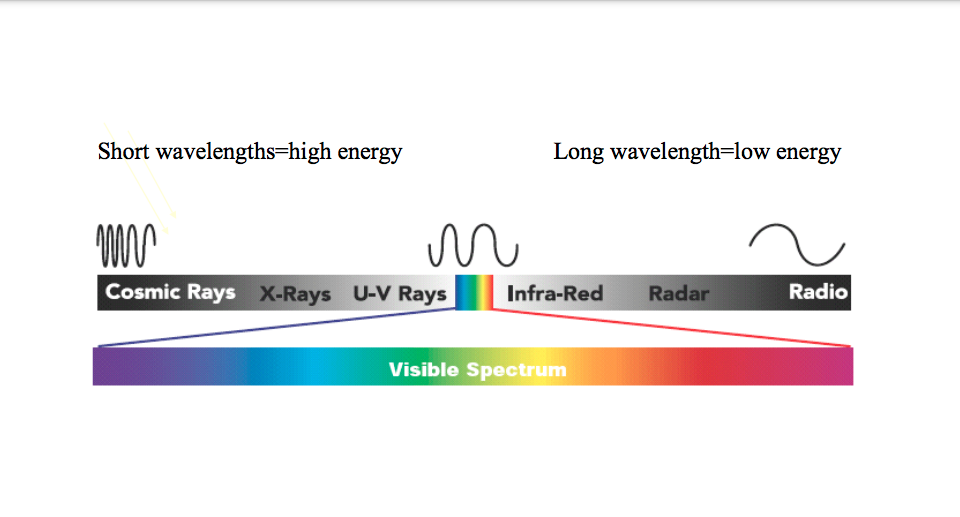 Short wavelengths=high energy
Long wavelength=low energy
Cosmic Rays X-Rays U-V Rays Infra-Red Radar Radio
Visible Spectrum